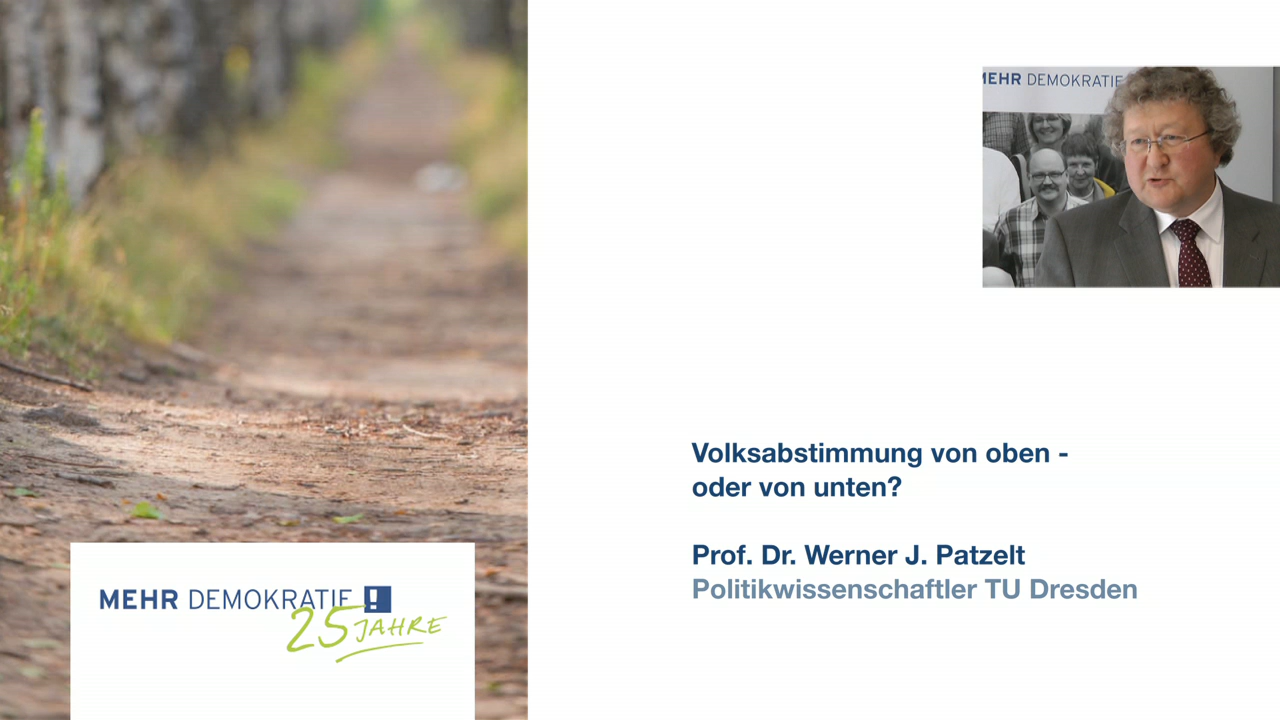 MEHR DEMOKRATIE
Volksabstimmung von oben -
oder von unten?
Prof. Dr. Werner J. Patzelt
Politikwissenschaftler TU Dresden
MEHR DEMOKRATIE !
25 JAHRE